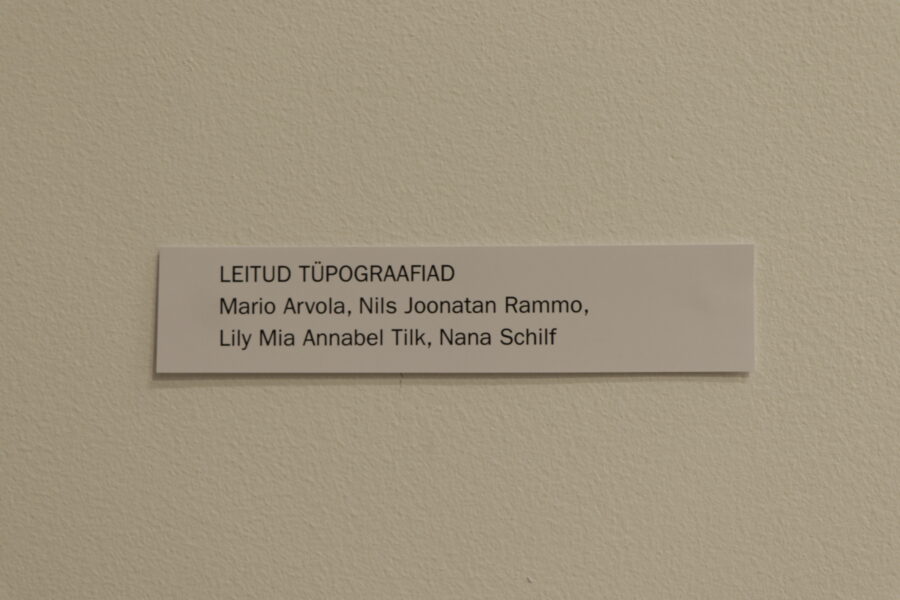 LEITUD TÜPOGRAAFIAD
Mario Arvola, Nils Joonatan Rammo,
Lily Mia Annabel Tilk, Nana Schilf